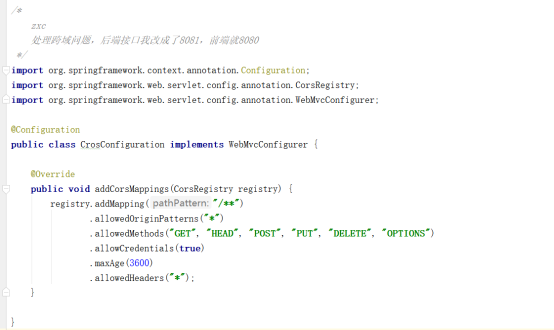 /*
zxc
处理跨域问题，后端接口我改成了8081，前端就8080
*/
import org.springframework.context.annotation.Configuration;
import org.springframework.web.servlet.config.annotation.CorsRegistry;
import org.springframework.web.servlet.config.annotation.WebMvcConfigurer;
@Configuration
public class CrosConfiguration implements WebMvcConfigurer {
@Override
public void addCorsMappings(CorsRegistry registry) {
registry.addMapping( pathPattern: "/**")
.allowedOriginPatterns("*")
.allowedMethods("GET", "HEAD", "POST", "PUT", "DELETE", "OPTIONS")
.allowCredentials(true)
.maxAge(3600)
.allowedHeaders("*");
}
}